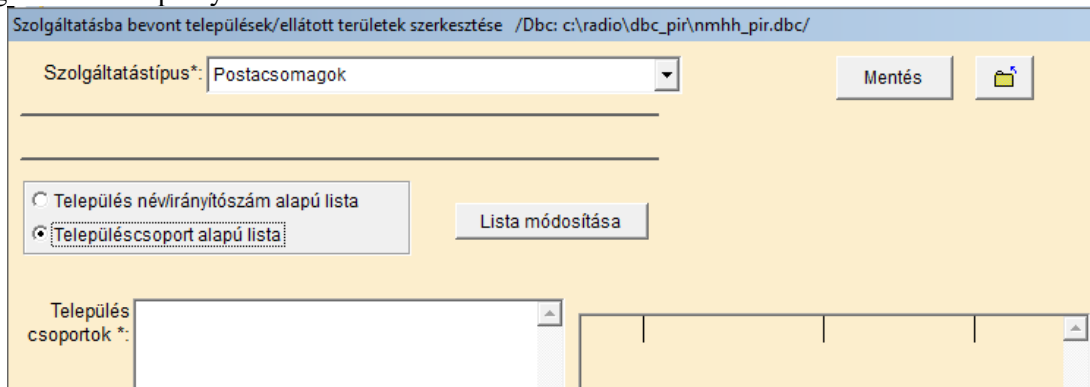 Szolgáltatásba bevont települések/ellátott területek szerkesztése /Dbc: c:\radio\dbc_pir\nmhh_pir.dbc/
Szolgáltatástípus*: Postacsomagok
Mentés
Település név/irányítószám alapú lista
Településcsoport alapú lista
Lista módosítása
Település
csoportok *: